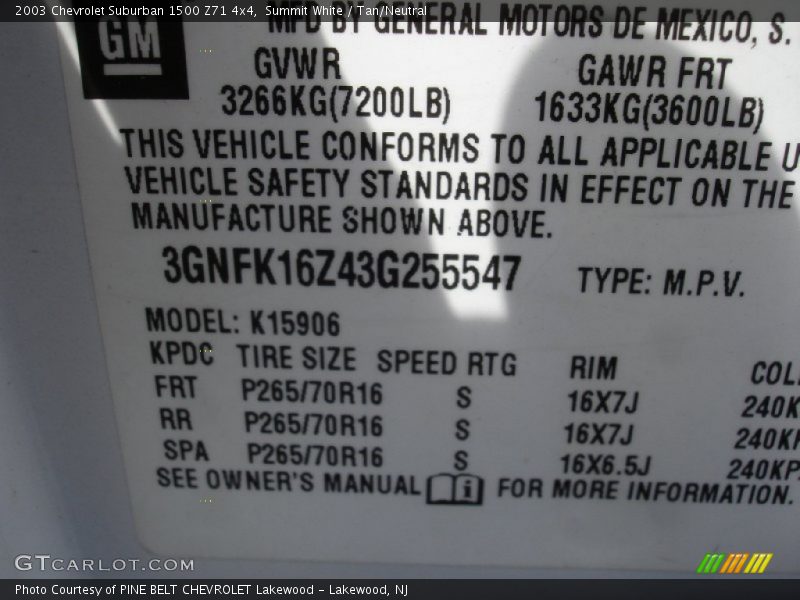 2003 Chevrolet Suburban 1500 Z71 4x4, Summit White / Tan/Neutral
MFD BY GENERAL MOTORS DE MEXICO, S.
GM
GVWR GAWR FRT
3266KG(7200LB) 1633KG(3600LB)
THIS VEHICLE CONFORMS TO ALL APPLICABLE U
VEHICLE SAFETY STANDARDS IN EFFECT ON THE
MANUFACTURE SHOWN ABOVE.
3GNFK16Z43G255547 TYPE: M.P.V.
MODEL: K15906
KPDC TIRE SIZE SPEED RTG RIM COL
FRT P265/70R16 S 16X7J 240K
RR P265/70R16 S 16X7J 240K
SPA P265/70R16 S 16X6.5J 240KP
SEE OWNER'S MANUAL i FOR MORE INFORMATION.
GTCARLOT.COM
Photo Courtesy of PINE BELT CHEVROLET Lakewood - Lakewood, NJ